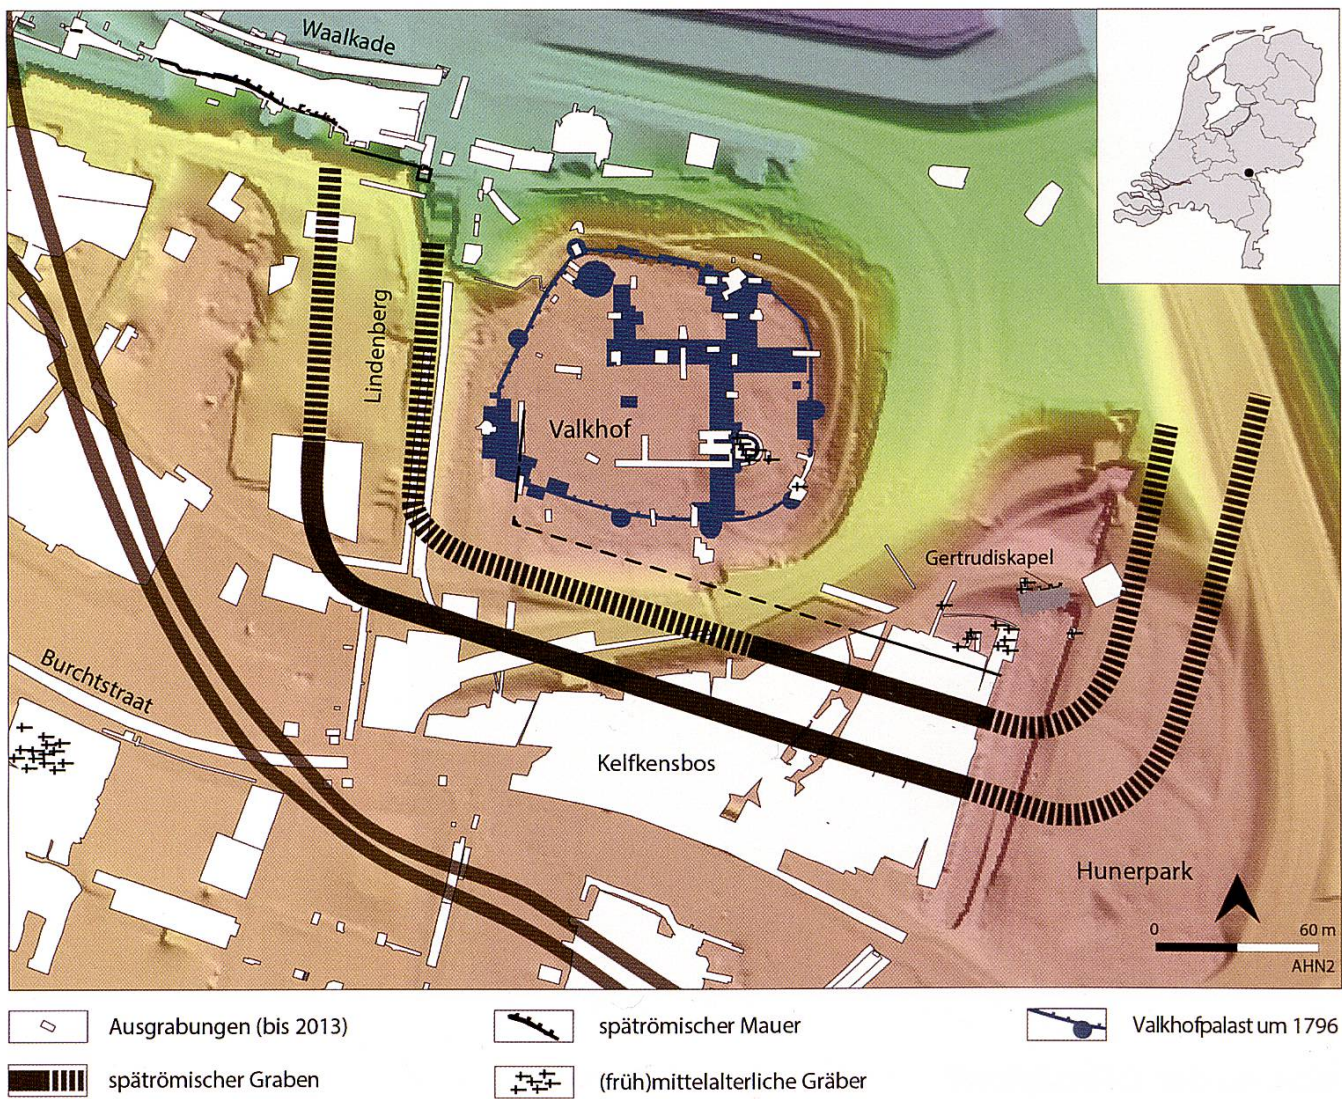 Waalkade
Lindenberg
Valkhof
Gertrudiskapel
Burchtstraat
Kelfkensbos
Hunerpark
0 60 m
AHN2
Ausgrabungen (bis 2013)
spätrömischer Mauer
Valkhofpalast um 1796
spätrömischer Graben
(früh)mittelalterliche Gräber